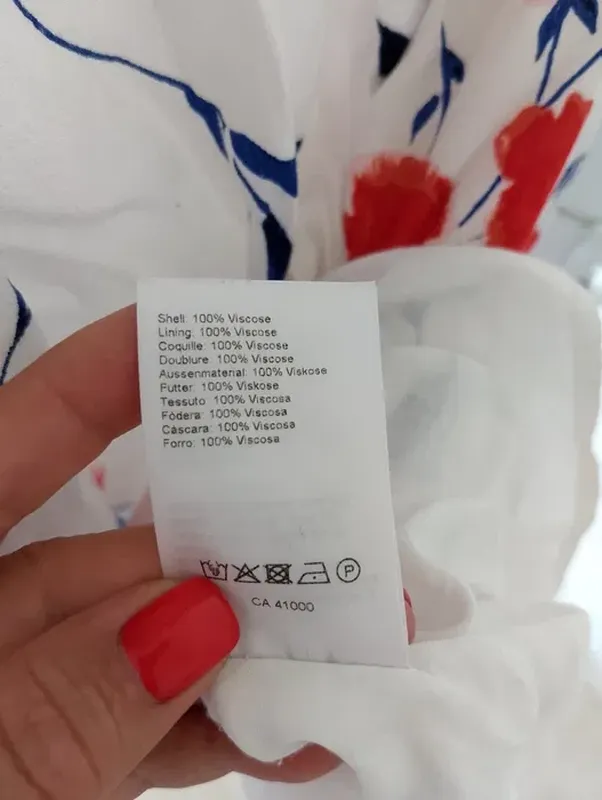 Shell: 100% Viscose
Lining: 100% Viscose
Coquille: 100% Viscose
Doublure: 100% Viscose
Aussenmaterial: 100% Viskose
Futter: 100% Viskose
Tessuto: 100% Viscosa
Fodera: 100% Viscosa
Cáscara: 100% Viscosa
Forro: 100% Viscosa
P
CA 41000